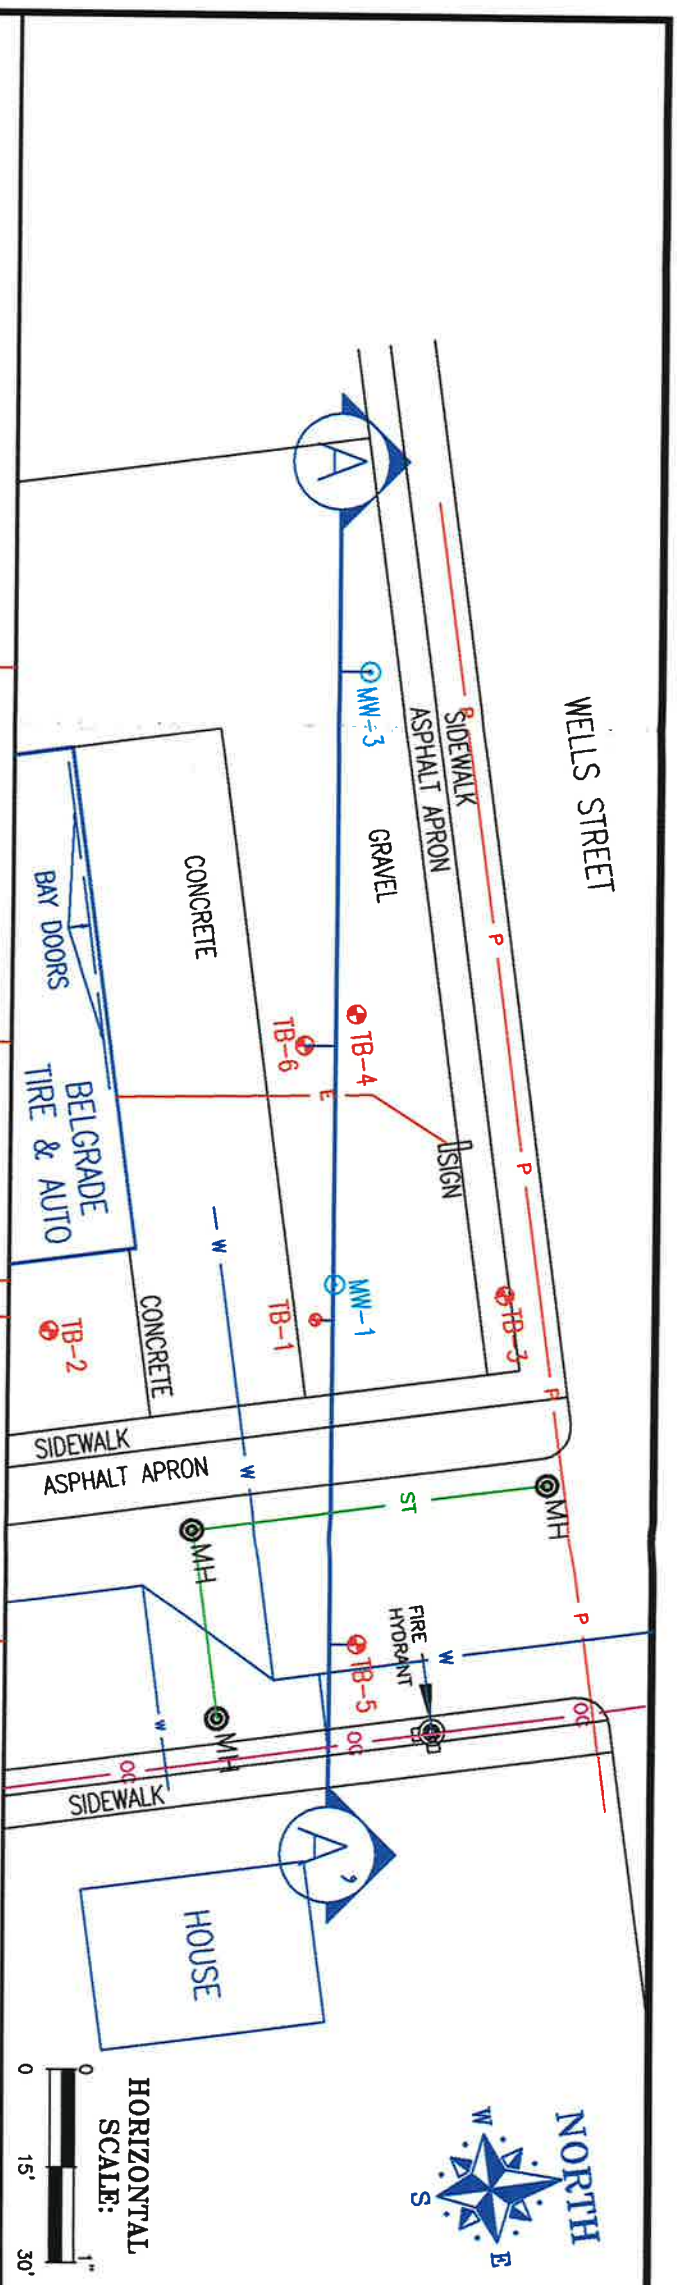 WELLS STREET
SIDEWALK
ASPHALT APRON
GRAVEL
CONCRETE
BAY DOORS
BELGRADE
TIRE & AUTO
A
MW-3
TB-4
TB-6
E
SIGN
P
P
P
P
P
P
MW-1
TB-1
TB-3
TB-2
CONCRETE
W
W
W
W
SIDEWALK
ASPHALT APRON
MH
MH
MH
ST
FIRE
HYDRANT
TB-5
OC
OC
OC
SIDEWALK
A'
HOUSE
NORTH
W
S
E
HORIZONTAL
SCALE:
0 1"
0 15' 30'